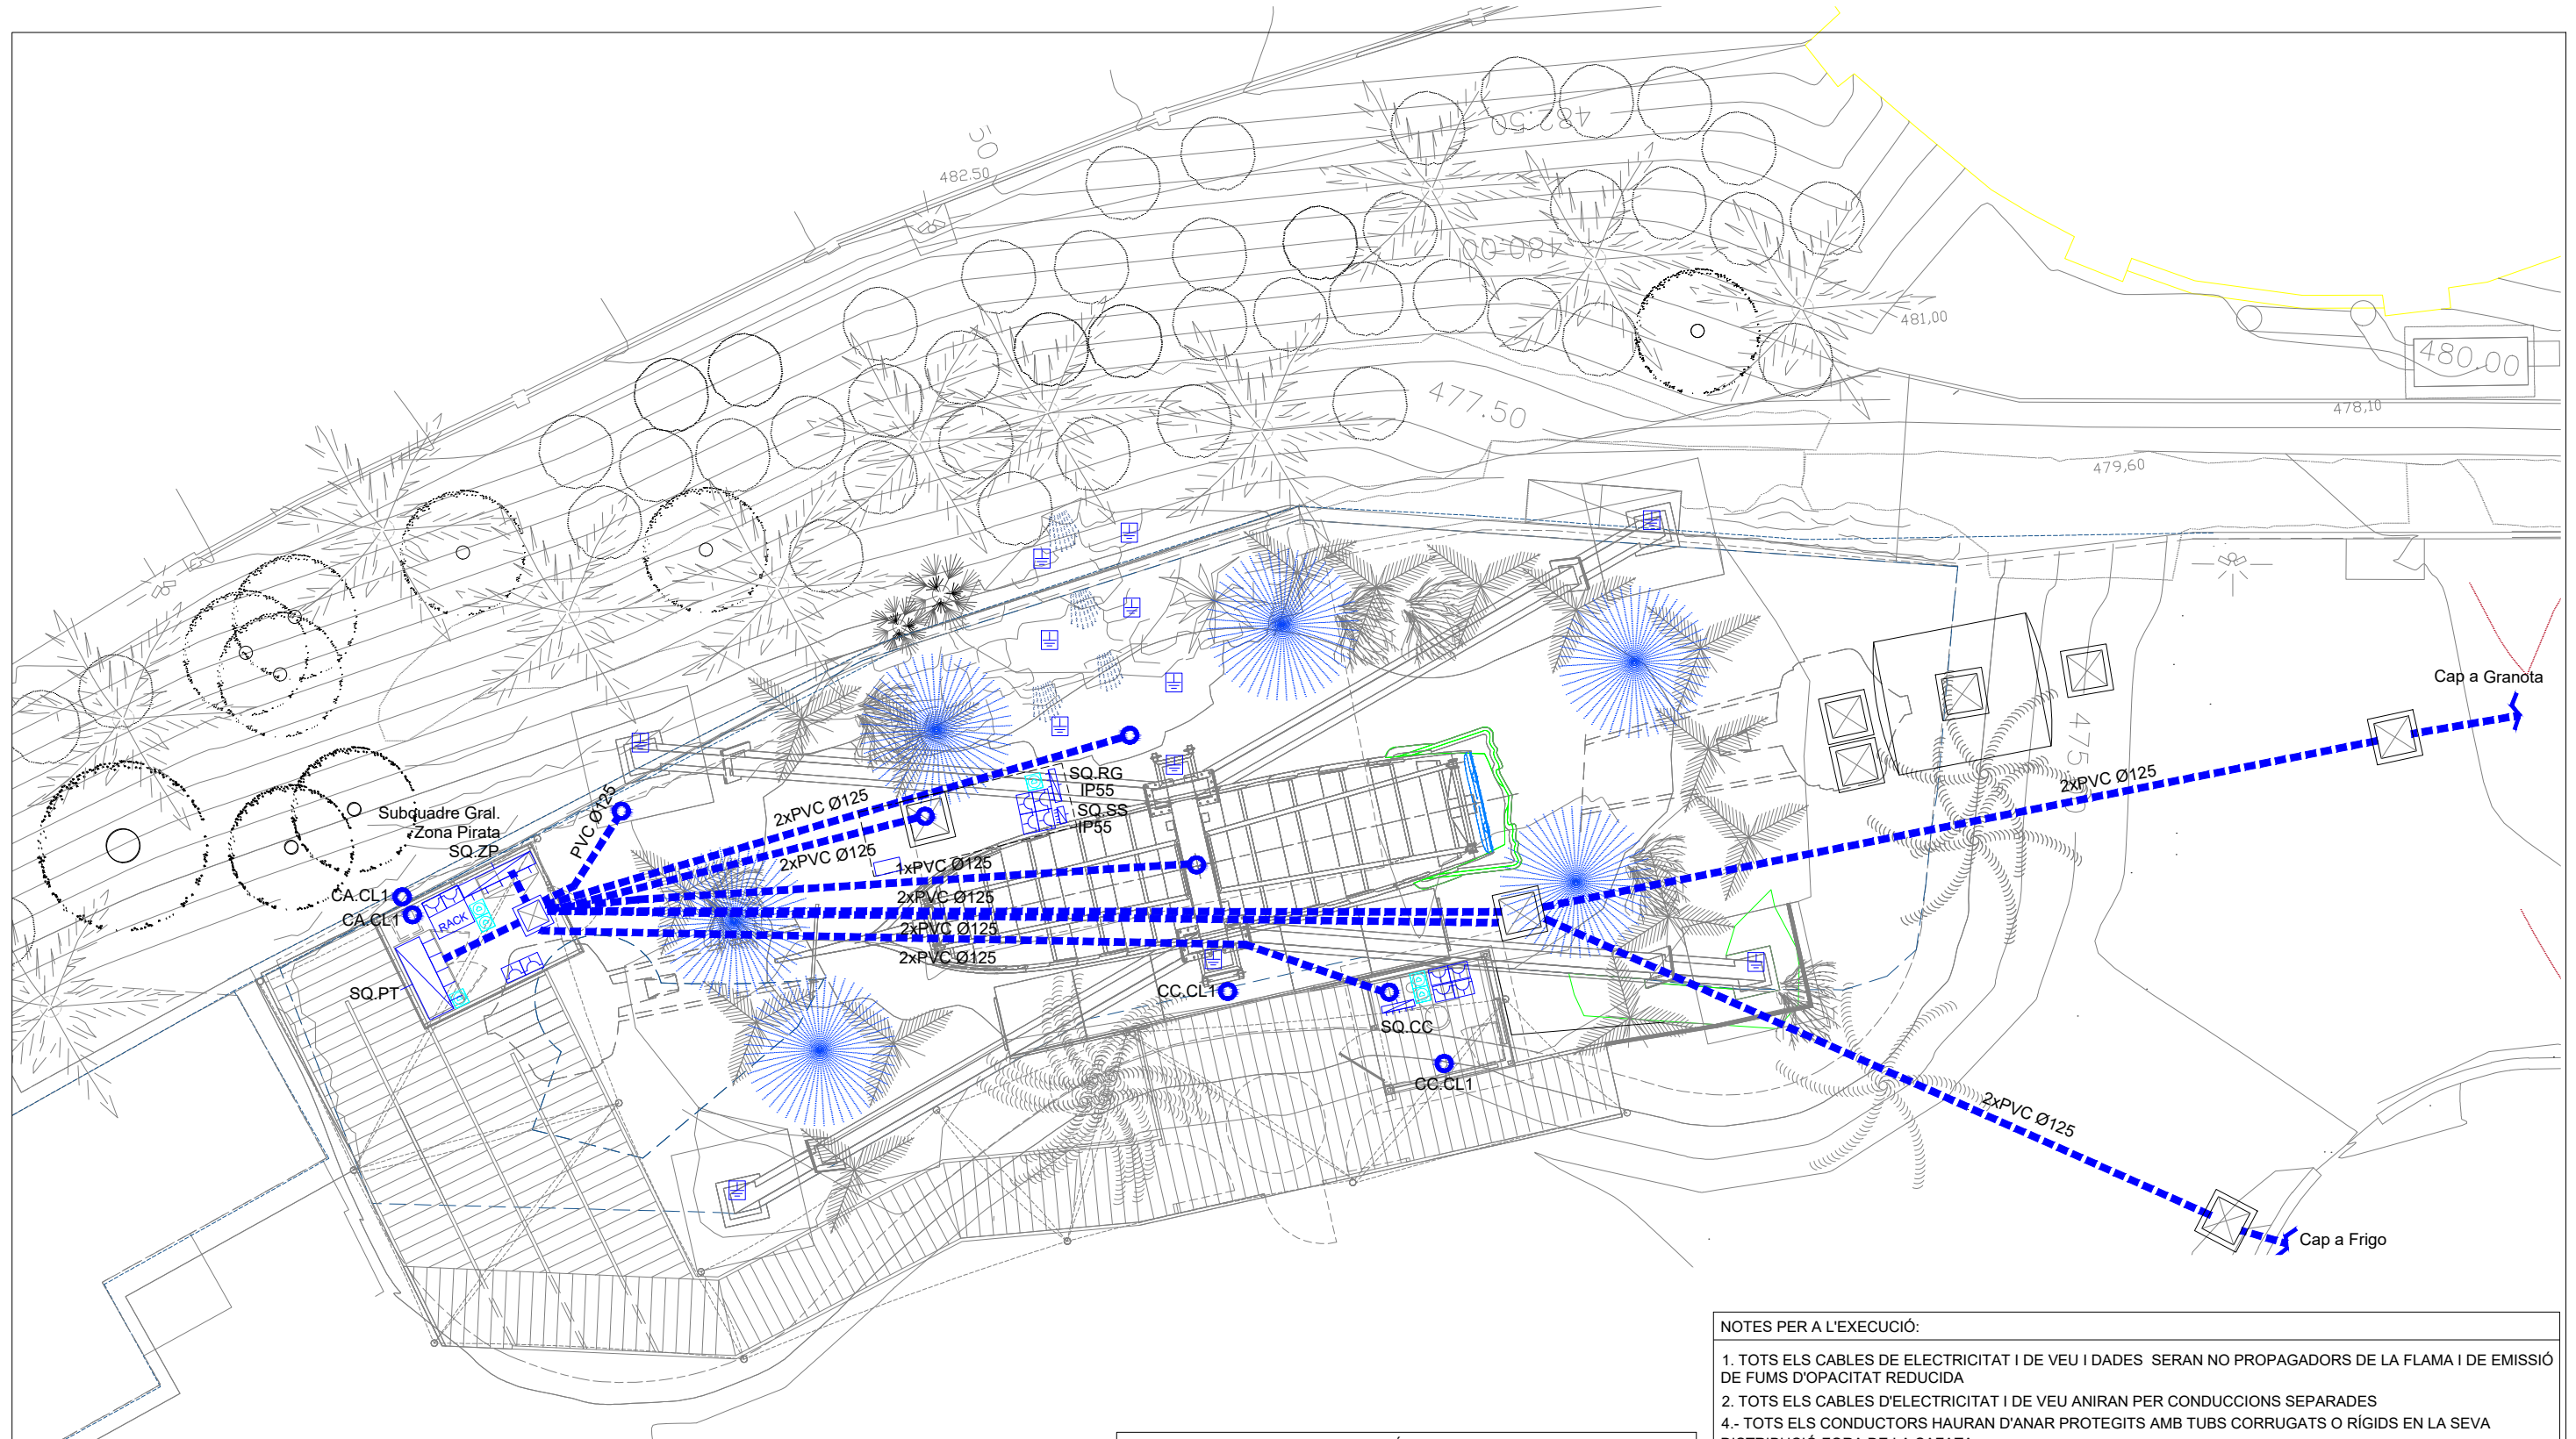 50
482.50
482.50
480.00
481,00
480.00
477.50
478,10
479,60
Cap a Granota
475
2xPVC Ø125
PVC Ø125
2xPVC Ø125
SQ.RG
IP55
SQ.SS
IP55
Subquadre Gral.
Zona Pirata
SQ.ZP
2xPVC Ø125
1xPVC Ø125
CA.CL1
2xPVC Ø125
CA.CL1
RACK
2xPVC Ø125
2xPVC Ø125
SQ.PT
CC.CL1
SQ.CC
CC.CL1
2xPVC Ø125
Cap a Frigo
NOTES PER A L'EXECUCIÓ:
1. TOTS ELS CABLES DE ELECTRICITAT I DE VEU I DADES SERAN NO PROPAGADORS DE LA FLAMA I DE EMISSIÓ
DE FUMS D'OPACITAT REDUCIDA
2. TOTS ELS CABLES D'ELECTRICITAT I DE VEU ANIRAN PER CONDUCCIONS SEPARADES
4.- TOTS ELS CONDUCTORS HAURAN D'ANAR PROTEGITS AMB TUBS CORRUGATS O RÍGIDS EN LA SEVA